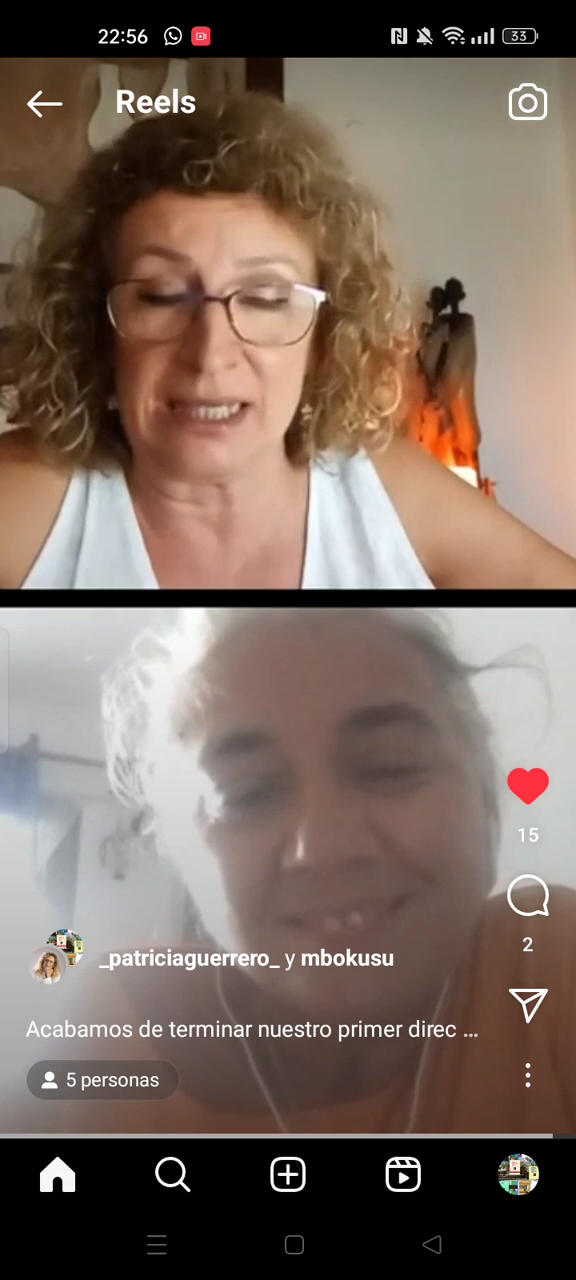 22:56
33
Reels
15
2
_patriciaguerrero_ y mbokusu
Acabamos de terminar nuestro primer direc ...
5 personas